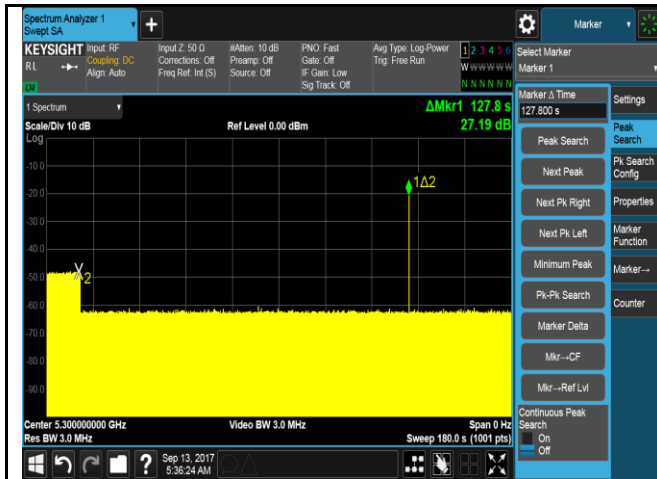 Spectrum Analyzer 1
Swept SA
+
Marker
KEYSIGHT
Input: RF
Input Z: 50 Ω
#Atten: 10 dB
PNO: Fast
Avg Type: Log-Power
1 2 3 4 5 6
RL
Coupling: DC
Corrections: Off
Preamp: Off
Gate: Off
Trig: Free Run
W W W W W W
Align: Auto
Freq Ref: Int (S)
Source: Off
IF Gain: Low
N N N N N N
Sig Track: Off
Select Marker
Marker 1
1 Spectrum
ΔMkr1 127.8 s
Scale/Div 10 dB
Ref Level 0.00 dBm
27.19 dB
Log
-10.0
-20.0
-30.0
-40.0
-50.0
-60.0
-70.0
-80.0
-90.0
1Δ2
X2
Center 5.300000000 GHz
Video BW 3.0 MHz
Span 0 Hz
Res BW 3.0 MHz
Sweep 180.0 s (1001 pts)
Marker Δ Time
127.800 s
Peak Search
Next Peak
Next Pk Right
Next Pk Left
Minimum Peak
Pk-Pk Search
Marker Delta
Mkr→CF
Mkr→Ref Lvl
Continuous Peak
Search
On
Off
Settings
Peak
Search
Pk Search
Config
Properties
Marker
Function
Marker→
Counter
?
Sep 13, 2017
5:36:24 AM